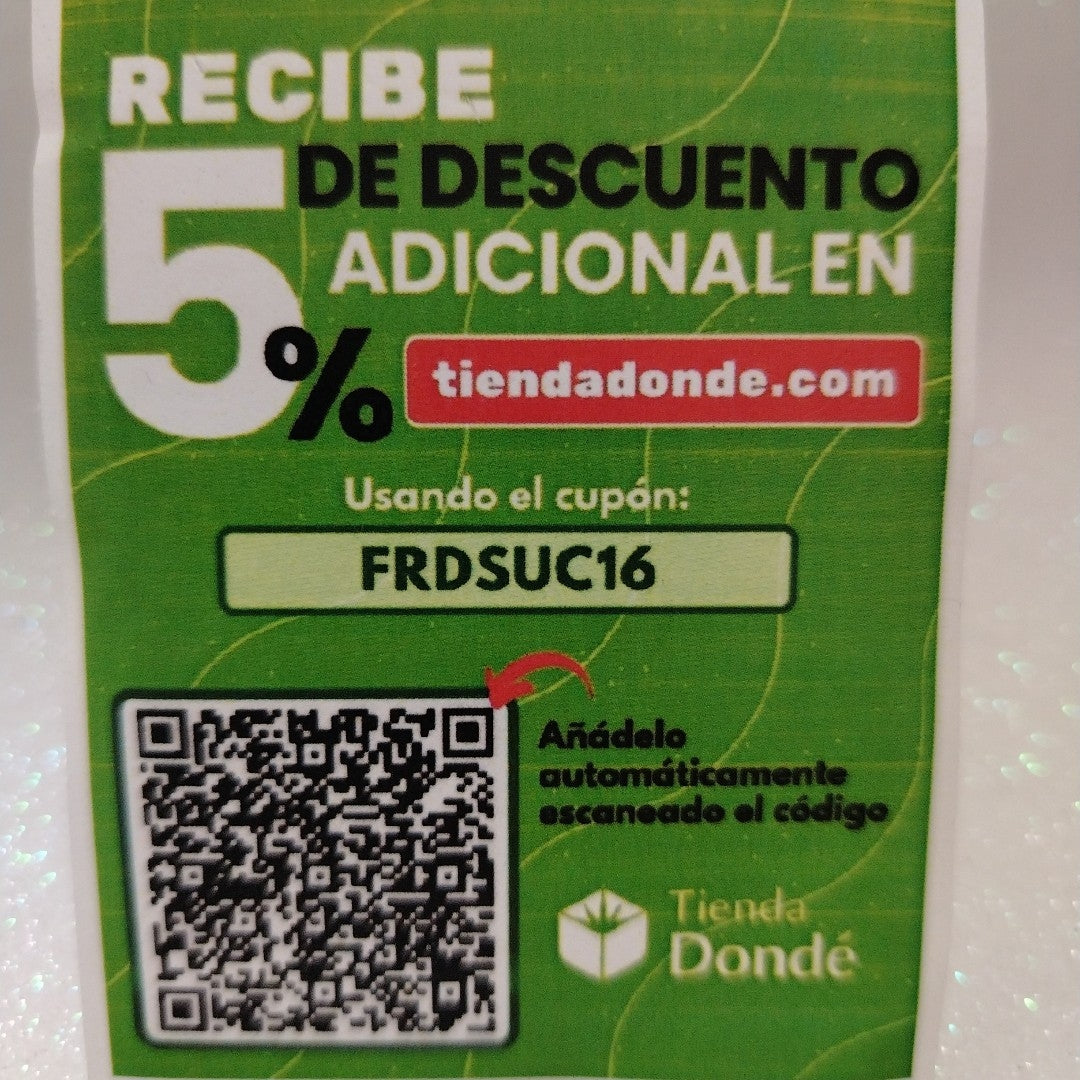 RECIBE
5% DE DESCUENTO
ADICIONAL EN
tiendadonde.com
Usando el cupón:
FRDSUC16
Añádelo
automáticamente
escaneado el código
Tienda
Dondé